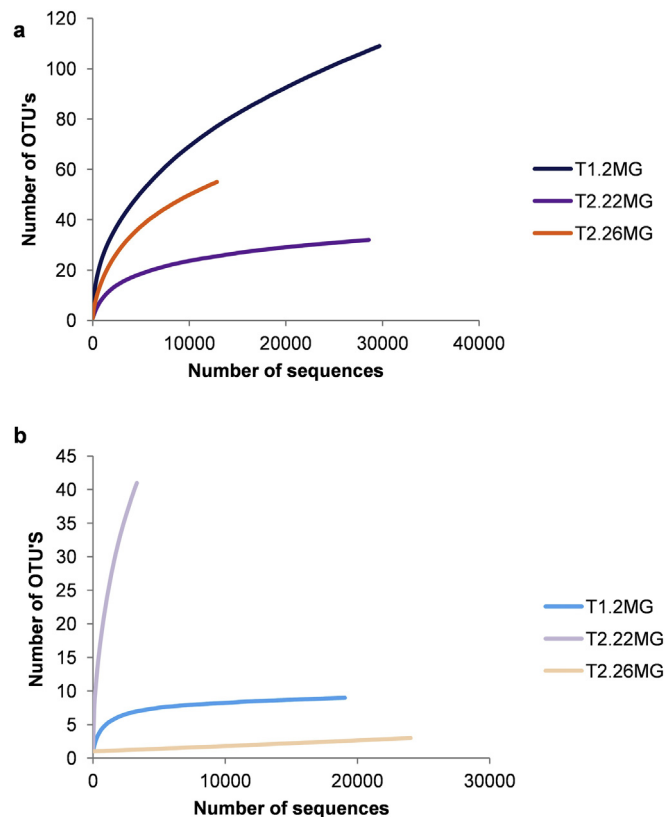 a
120
100
80
60
40
20
0
Number of OTU's
0 10000 20000 30000 40000
Number of sequences
T1.2MG
T2.22MG
T2.26MG
b
45
40
35
30
25
20
15
10
5
0
Number of OTU'S
0 10000 20000 30000
Number of sequences
T1.2MG
T2.22MG
T2.26MG